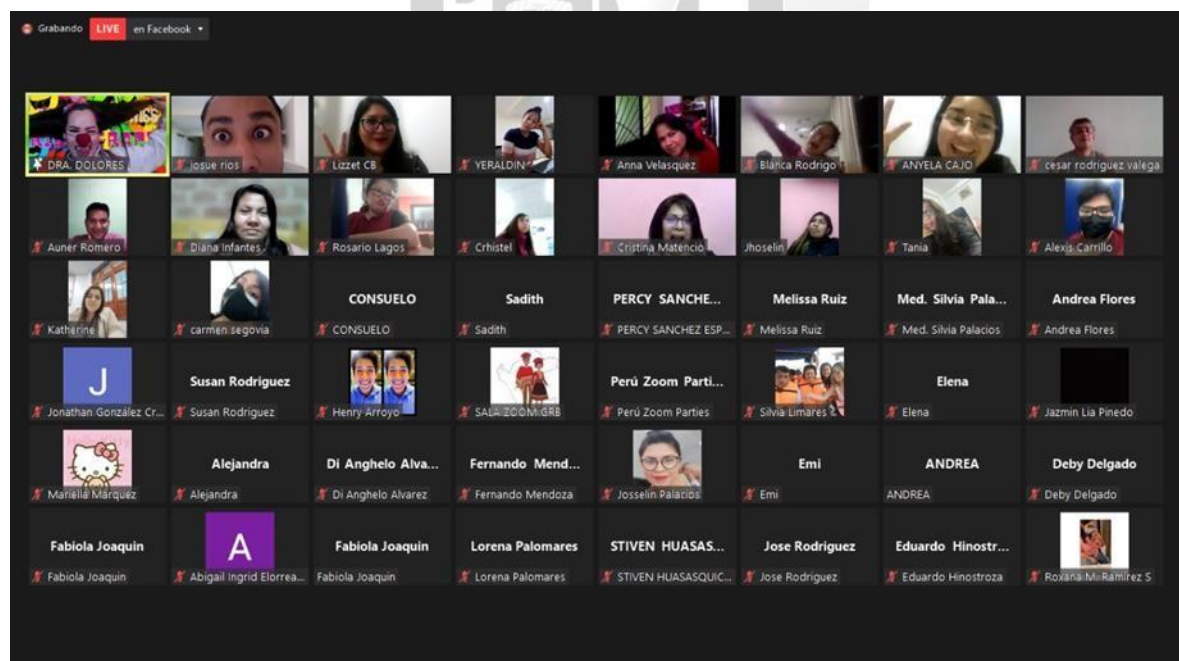 Grabando LIVE en Facebook
DRA. DOLORES
josue rios
Lizzet CB
YERALDIN
Anna Velasquez
Blanca Rodrigo
ANYELA CAJO
cesar rodriguez valega
Auner Romero
Diana Infantes
Rosario Lagos
Crhistel
Cristina Matencio
Jhoselin
Tania
Alexis Carrillo
Katherine
carmen segovia
CONSUELO
CONSUELO
Sadith
Sadith
PERCY SANCHE...
PERCY SANCHEZ ESP...
Melissa Ruiz
Melissa Ruiz
Med. Silvia Pala...
Med. Silvia Palacios
Andrea Flores
Andrea Flores
J
Jonathan González Cr...
Susan Rodriguez
Susan Rodriguez
Henry Arroyo
SALA ZOOM GRB
Perú Zoom Parti...
Perú Zoom Parties
Silvia Limares
Elena
Elena
Jazmin Lia Pinedo
Mariella Márquez
Alejandra
Alejandra
Di Anghelo Alva...
Di Anghelo Alvarez
Fernando Mend...
Fernando Mendoza
Josselin Palacios
Emi
Emi
ANDREA
ANDREA
Deby Delgado
Deby Delgado
Fabiola Joaquin
Fabiola Joaquin
A
Abigail Ingrid Elorrea...
Fabiola Joaquin
Fabiola Joaquin
Lorena Palomares
Lorena Palomares
STIVEN HUASAS...
STIVEN HUASASQUIC...
Jose Rodriguez
Jose Rodriguez
Eduardo Hinostr...
Eduardo Hinostroza
Roxana M. Ramírez S